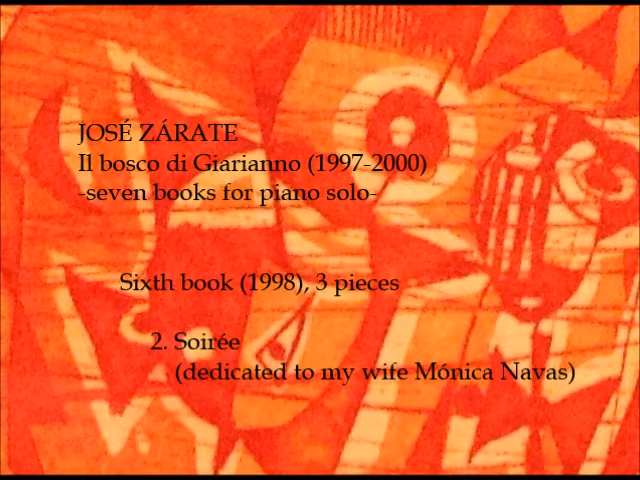 JOSÉ ZÁRATE
Il bosco di Giarianno (1997-2000)
-seven books for piano solo-
Sixth book (1998), 3 pieces
2. Soirée
(dedicated to my wife Mónica Navas)